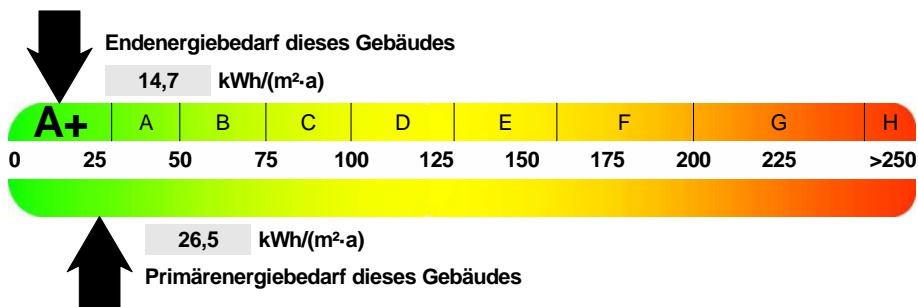 Endenergiebedarf dieses Gebäudes
14,7 kWh/(m²·a)
A+ A B C D E F G H
0 25 50 75 100 125 150 175 200 225 >250
26,5 kWh/(m²·a)
Primärenergiebedarf dieses Gebäudes